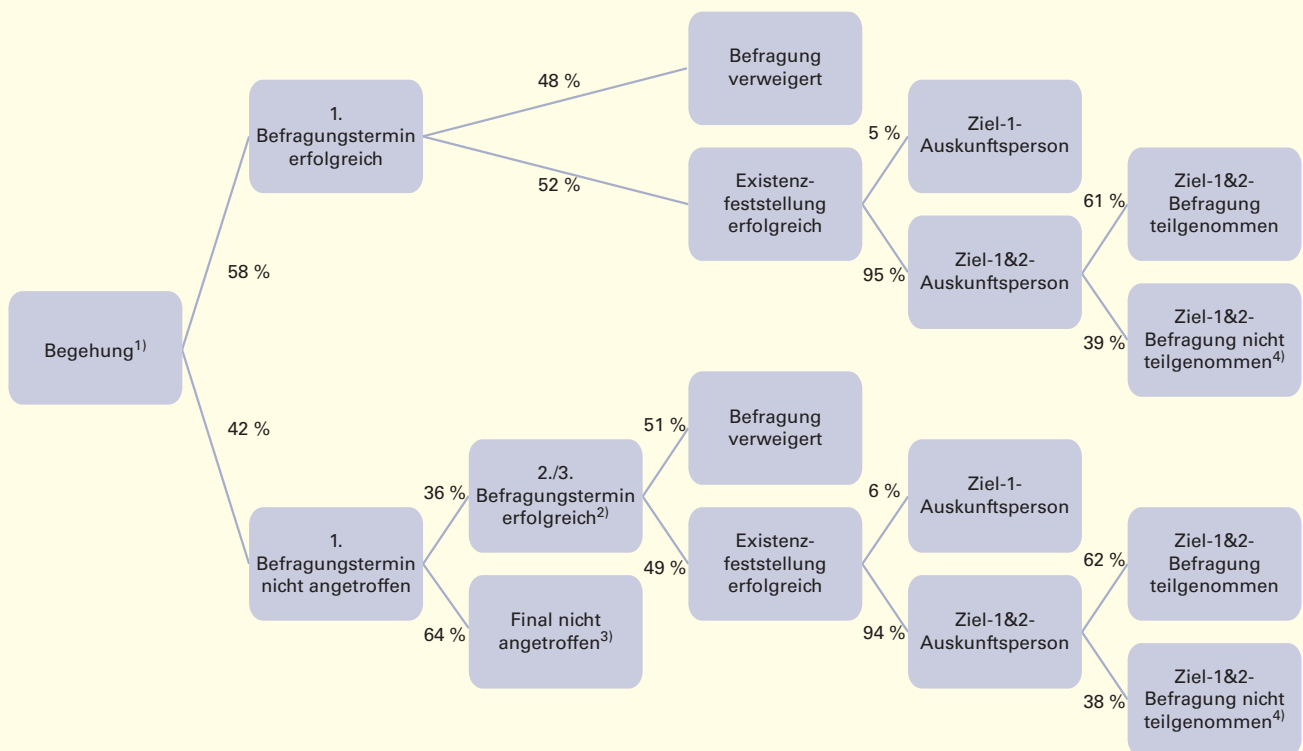 Befragung
verweigert
48 %
1.
Befragungstermin
erfolgreich
5 %
Ziel-1-
Auskunftsperson
52 %
Existenz-
feststellung
erfolgreich
61 %
Ziel-1&2-
Befragung
teilgenommen
58 %
95 %
Ziel-1&2-
Auskunftsperson
39 %
Ziel-1&2-
Befragung nicht
teilgenommen4)
Begehung1)
42 %
51 %
Befragung
verweigert
36 %
2./3.
Befragungstermin
erfolgreich2)
6 %
Ziel-1-
Auskunftsperson
1.
Befragungstermin
nicht angetroffen
49 %
Existenz-
feststellung
erfolgreich
62 %
Ziel-1&2-
Befragung
teilgenommen
64 %
Final nicht
angetroffen3)
94 %
Ziel-1&2-
Auskunftsperson
38 %
Ziel-1&2-
Befragung nicht
teilgenommen4)